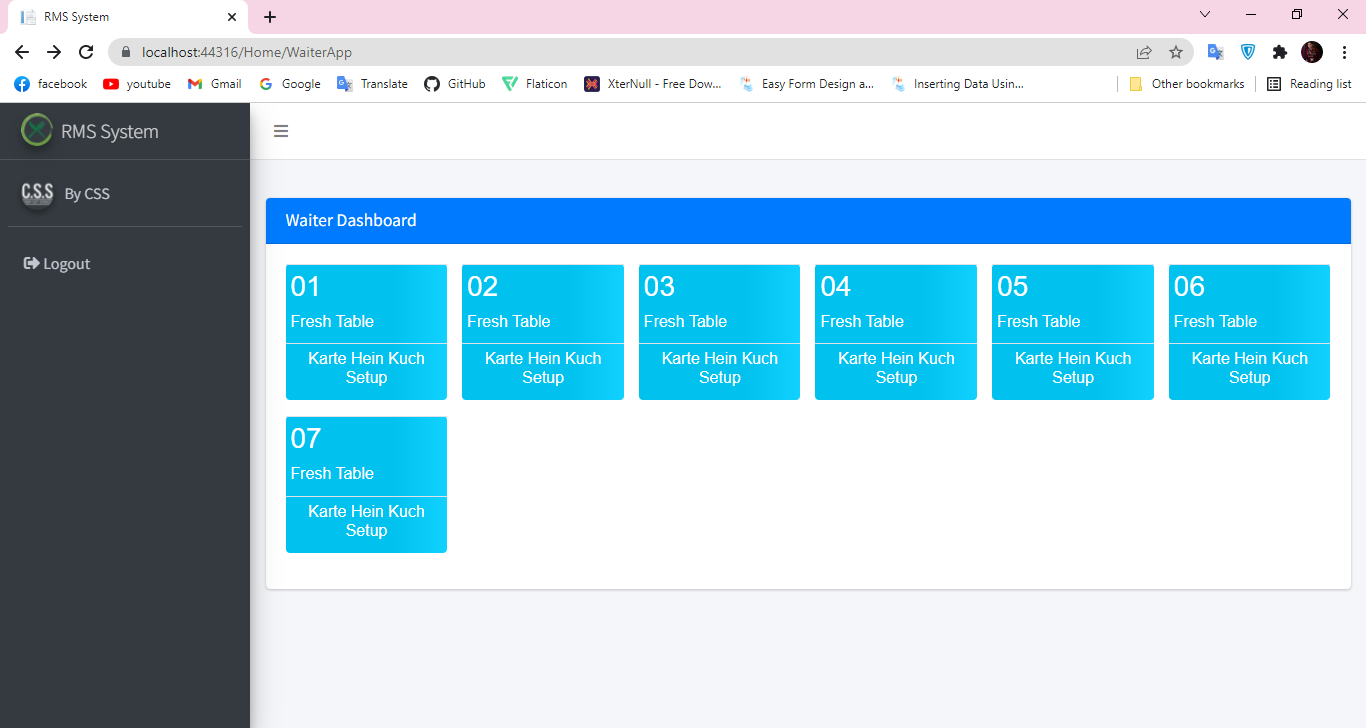 RMS System
localhost:44316/Home/WaiterApp
facebook youtube Gmail Google Translate GitHub Flaticon XterNull - Free Dow... Easy Form Design a... Inserting Data Usin... Other bookmarks Reading list
RMS System
C.S.S By CSS
Logout
Waiter Dashboard
01 02 03 04 05 06
Fresh Table Fresh Table Fresh Table Fresh Table Fresh Table Fresh Table
Karte Hein Kuch Karte Hein Kuch Karte Hein Kuch Karte Hein Kuch Karte Hein Kuch Karte Hein Kuch
Setup Setup Setup Setup Setup Setup
07
Fresh Table
Karte Hein Kuch
Setup